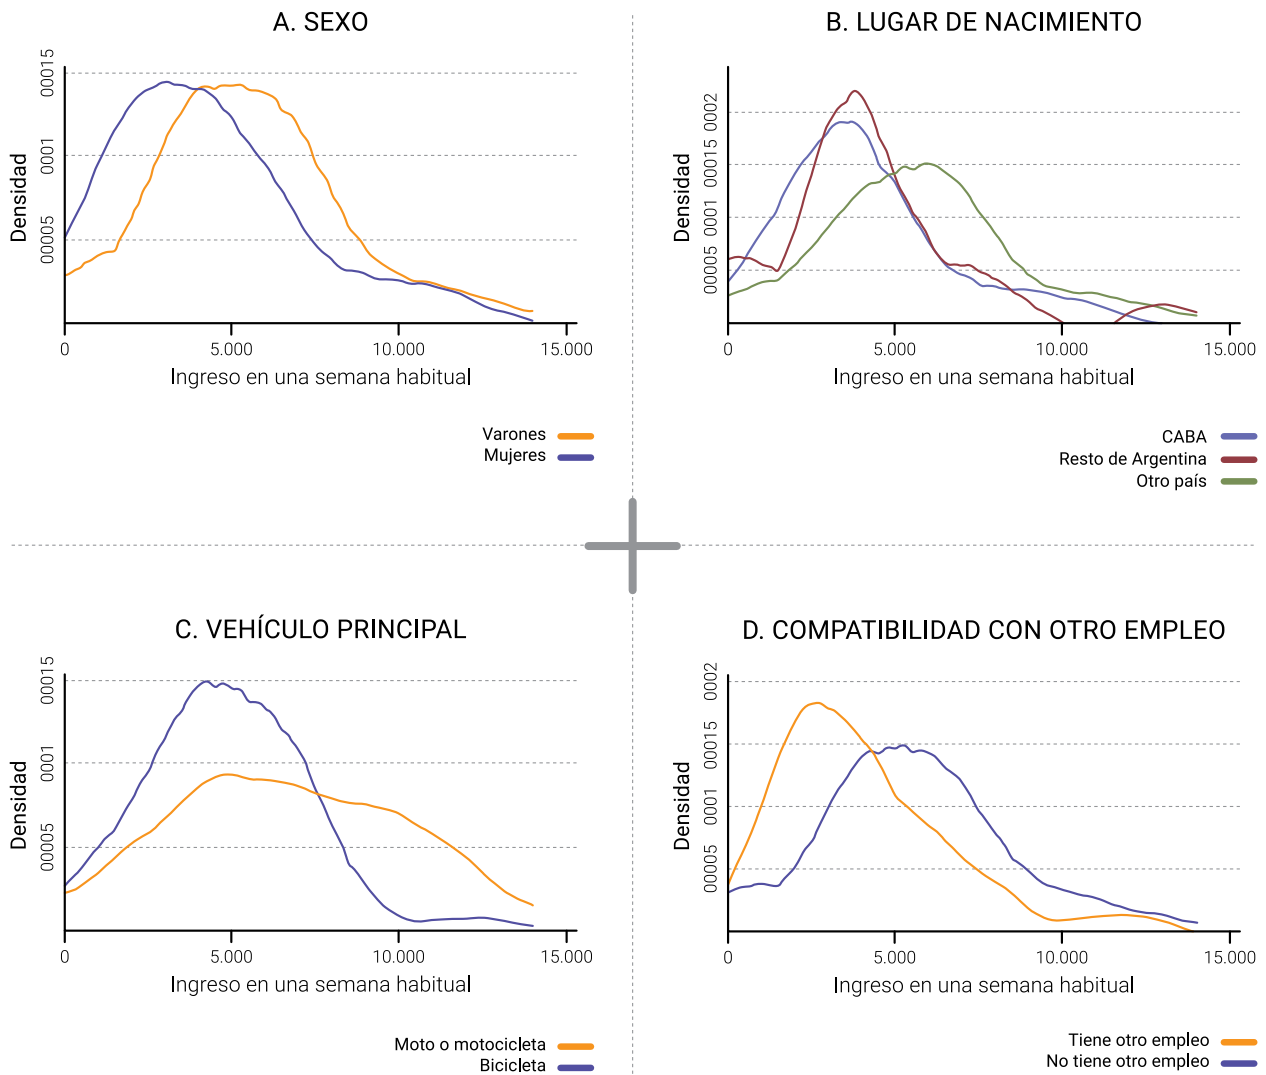 A. SEXO
00015
0001
00005
Densidad
0
5.000
10.000
15.000
Ingreso en una semana habitual
Varones
Mujeres
B. LUGAR DE NACIMIENTO
0002
00015
0001
00005
Densidad
0
5.000
10.000
15.000
Ingreso en una semana habitual
CABA
Resto de Argentina
Otro país
C. VEHÍCULO PRINCIPAL
00015
0001
00005
Densidad
0
5.000
10.000
15.000
Ingreso en una semana habitual
Moto o motocicleta
Bicicleta
D. COMPATIBILIDAD CON OTRO EMPLEO
0002
00015
0001
00005
Densidad
0
5.000
10.000
15.000
Ingreso en una semana habitual
Tiene otro empleo
No tiene otro empleo